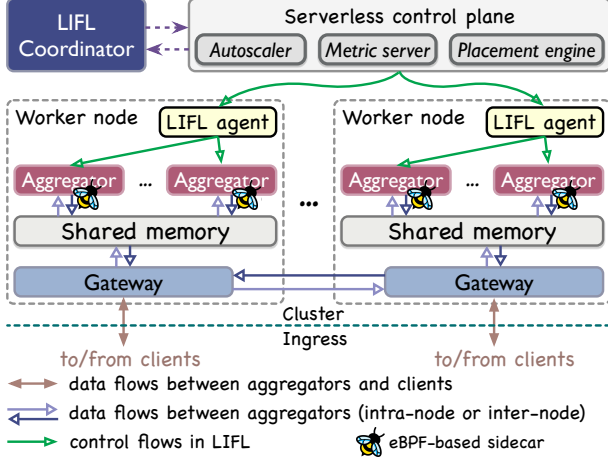 LIFL
Coordinator
Serverless control plane
Autoscaler
Metric server
Placement engine
Worker node
LIFL agent
Worker node
LIFL agent
Aggregator
...
Aggregator
...
Aggregator
...
Aggregator
Shared memory
Shared memory
Gateway
Gateway
Cluster
Ingress
to/from clients
to/from clients
data flows between aggregators and clients
data flows between aggregators (intra-node or inter-node)
control flows in LIFL
eBPF-based sidecar